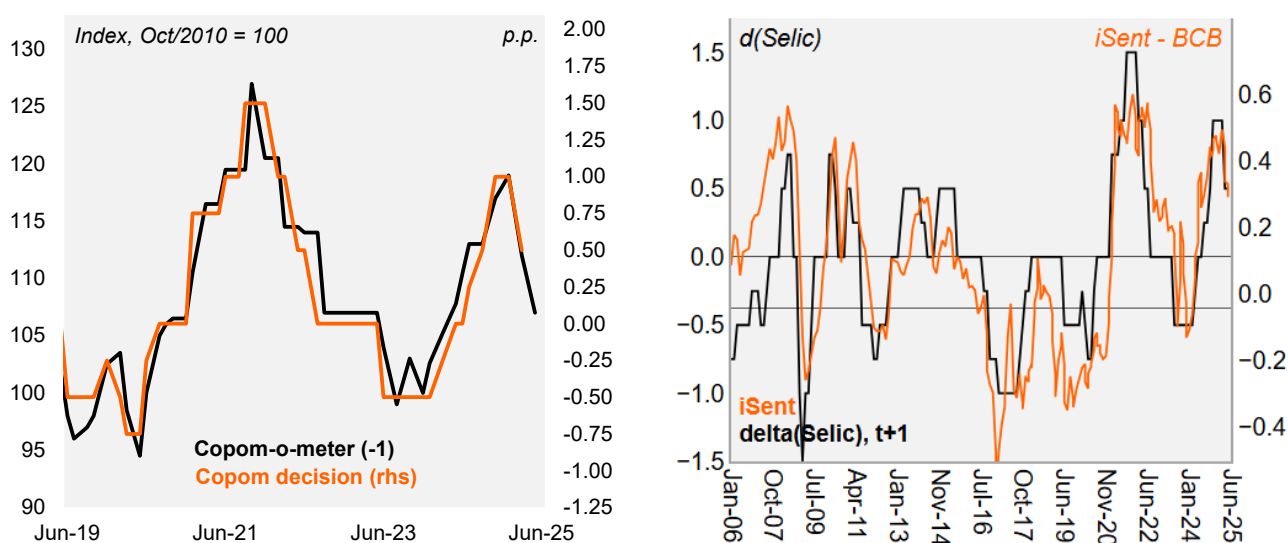 Index, Oct/2010 = 100
p.p.
130
125
120
115
110
105
100
95
90
2.00
1.75
1.50
1.25
1.00
0.75
0.50
0.25
0.00
-0.25
-0.50
-0.75
-1.00
-1.25
Copom-o-meter (-1)
Copom decision (rhs)
Jun-19
Jun-21
Jun-23
Jun-25
d(Selic)
iSent - BCB
1.5
1.0
0.5
0.0
−0.5
−1.0
−1.5
0.6
0.4
0.2
0.0
−0.2
−0.4
iSent
delta(Selic), t+1
Jan-06
Oct-07
Jul-09
Apr-11
Jan-13
Nov-14
Jul-16
Oct-17
Jun-19
Nov-20
Jun-22
Jan-24
Jun-25